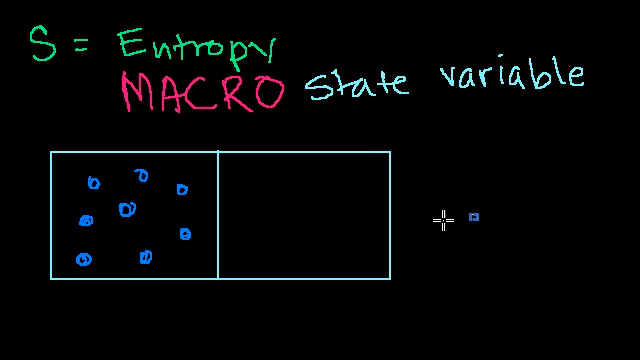 S = Entropy
MACRO state variable